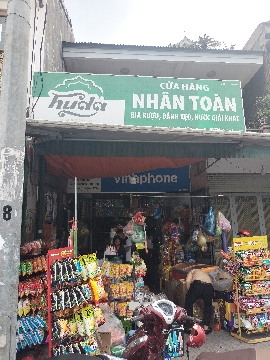 huda
CỬA HÀNG
NHÂN TOÀN
BIA RƯỢU, BÁNH KẸO, NƯỚC GIẢI KHÁT
vinaphone
8